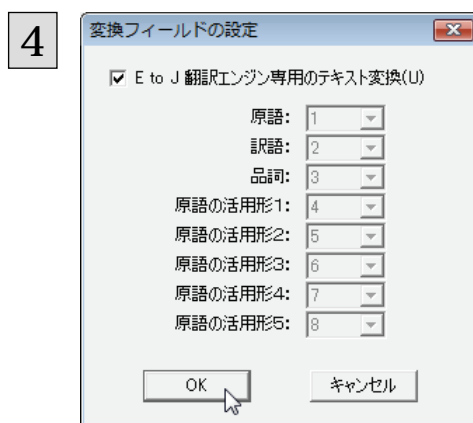 4
変換フィールドの設定
E to J 翻訳エンジン専用のテキスト変換(U)
原語: 1
訳語: 2
品詞: 3
原語の活用形1: 4
原語の活用形2: 5
原語の活用形3: 6
原語の活用形4: 7
原語の活用形5: 8
OK キャンセル